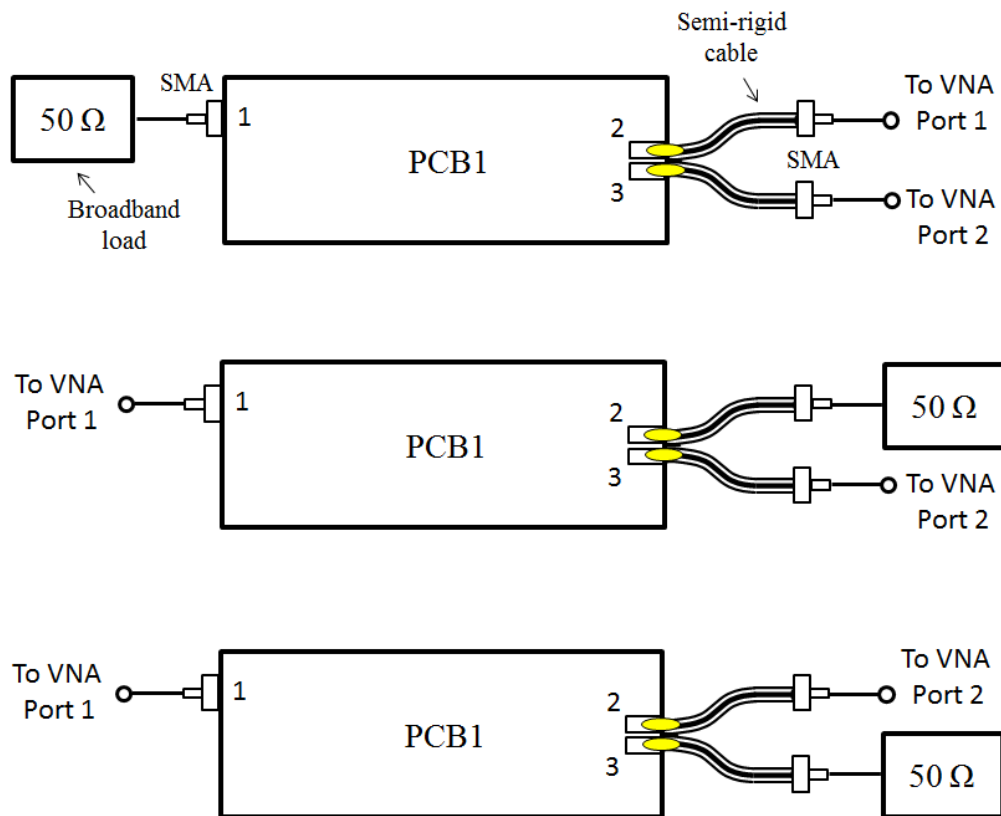 Semi-rigid
cable
SMA
50 Ω
1
2
PCB1
3
To VNA
Port 1
SMA
To VNA
Port 2
Broadband
load
To VNA
Port 1
1
2
PCB1
3
50 Ω
To VNA
Port 2
To VNA
Port 1
1
2
PCB1
3
To VNA
Port 2
50 Ω